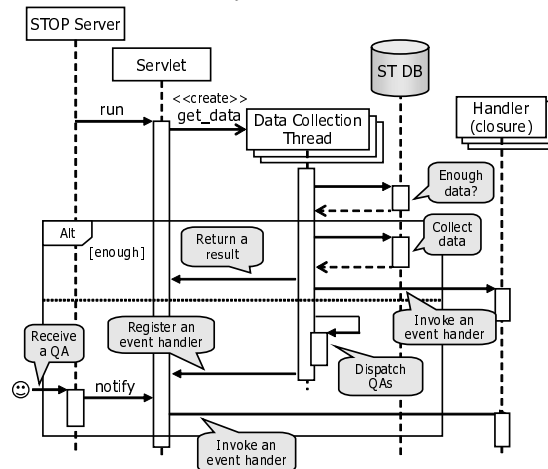 STOP Server
Servlet
ST DB
<<create>>
run
get_data
Data Collection
Thread
Handler
(closure)
Enough
data?
Alt
[enough]
Return a
result
Collect
data
Invoke an
event hander
Receive
a QA
Register an
event handler
Dispatch
QAs
notify
Invoke an
event hander